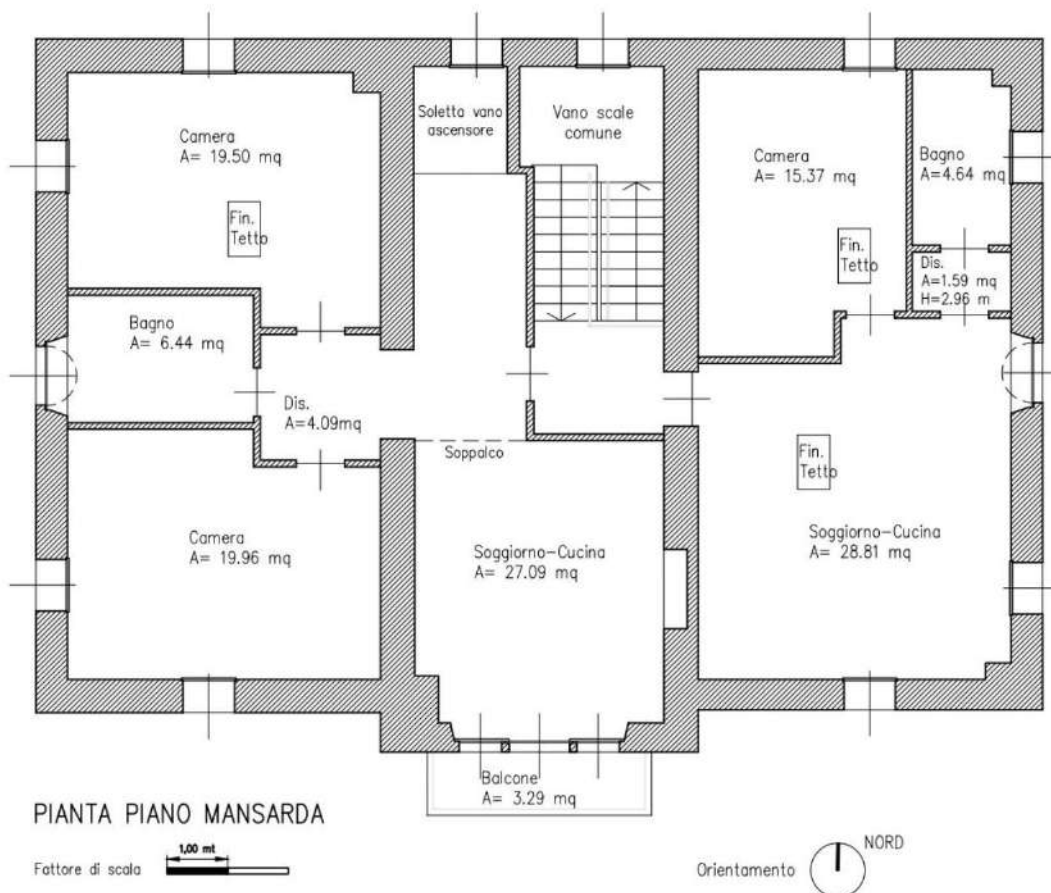 Camera
A= 19.50 mq
Fin.
Tetto
Soletta vano
ascensore
Vano scale
comune
Camera
A= 15.37 mq
Fin.
Tetto
Bagno
A=4.64 mq
Dis.
A=1.59 mq
H=2.96 m
Bagno
A= 6.44 mq
Dis.
A=4.09mq
Soppalco
Fin.
Tetto
Camera
A= 19.96 mq
Soggiorno-Cucina
A= 27.09 mq
Soggiorno-Cucina
A= 28.81 mq
Balcone
A= 3.29 mq
PIANTA PIANO MANSARDA
Fattore di scala
1,00 mt
Orientamento
NORD